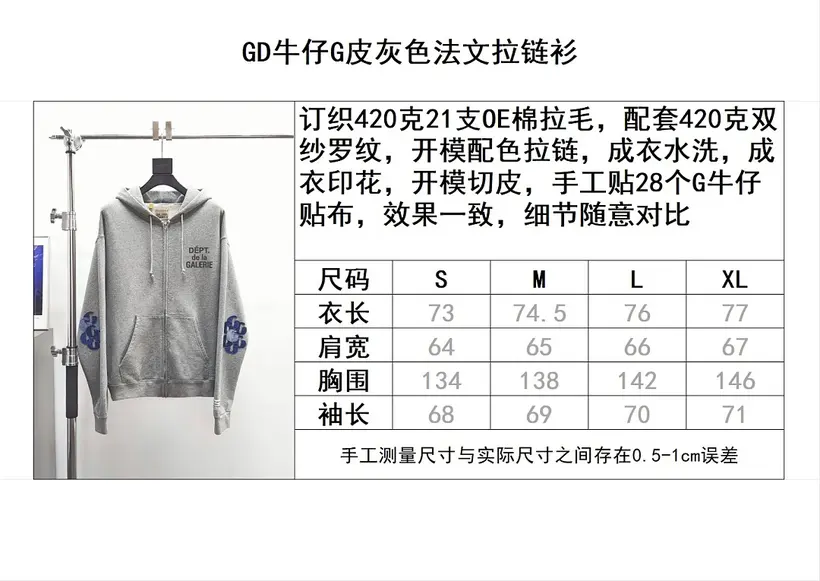 GD牛仔G皮灰色法文拉链衫
订织420克21支OE棉拉毛，配套420克双
纱罗纹，开模配色拉链，成衣水洗，成
衣印花，开模切皮，手工贴28个G牛仔
贴布，效果一致，细节随意对比
DÉPT.
de la
GALERIE
尺码 S M L XL
衣长 73 74.5 76 77
肩宽 64 65 66 67
胸围 134 138 142 146
袖长 68 69 70 71
手工测量尺寸与实际尺寸之间存在0.5-1cm误差